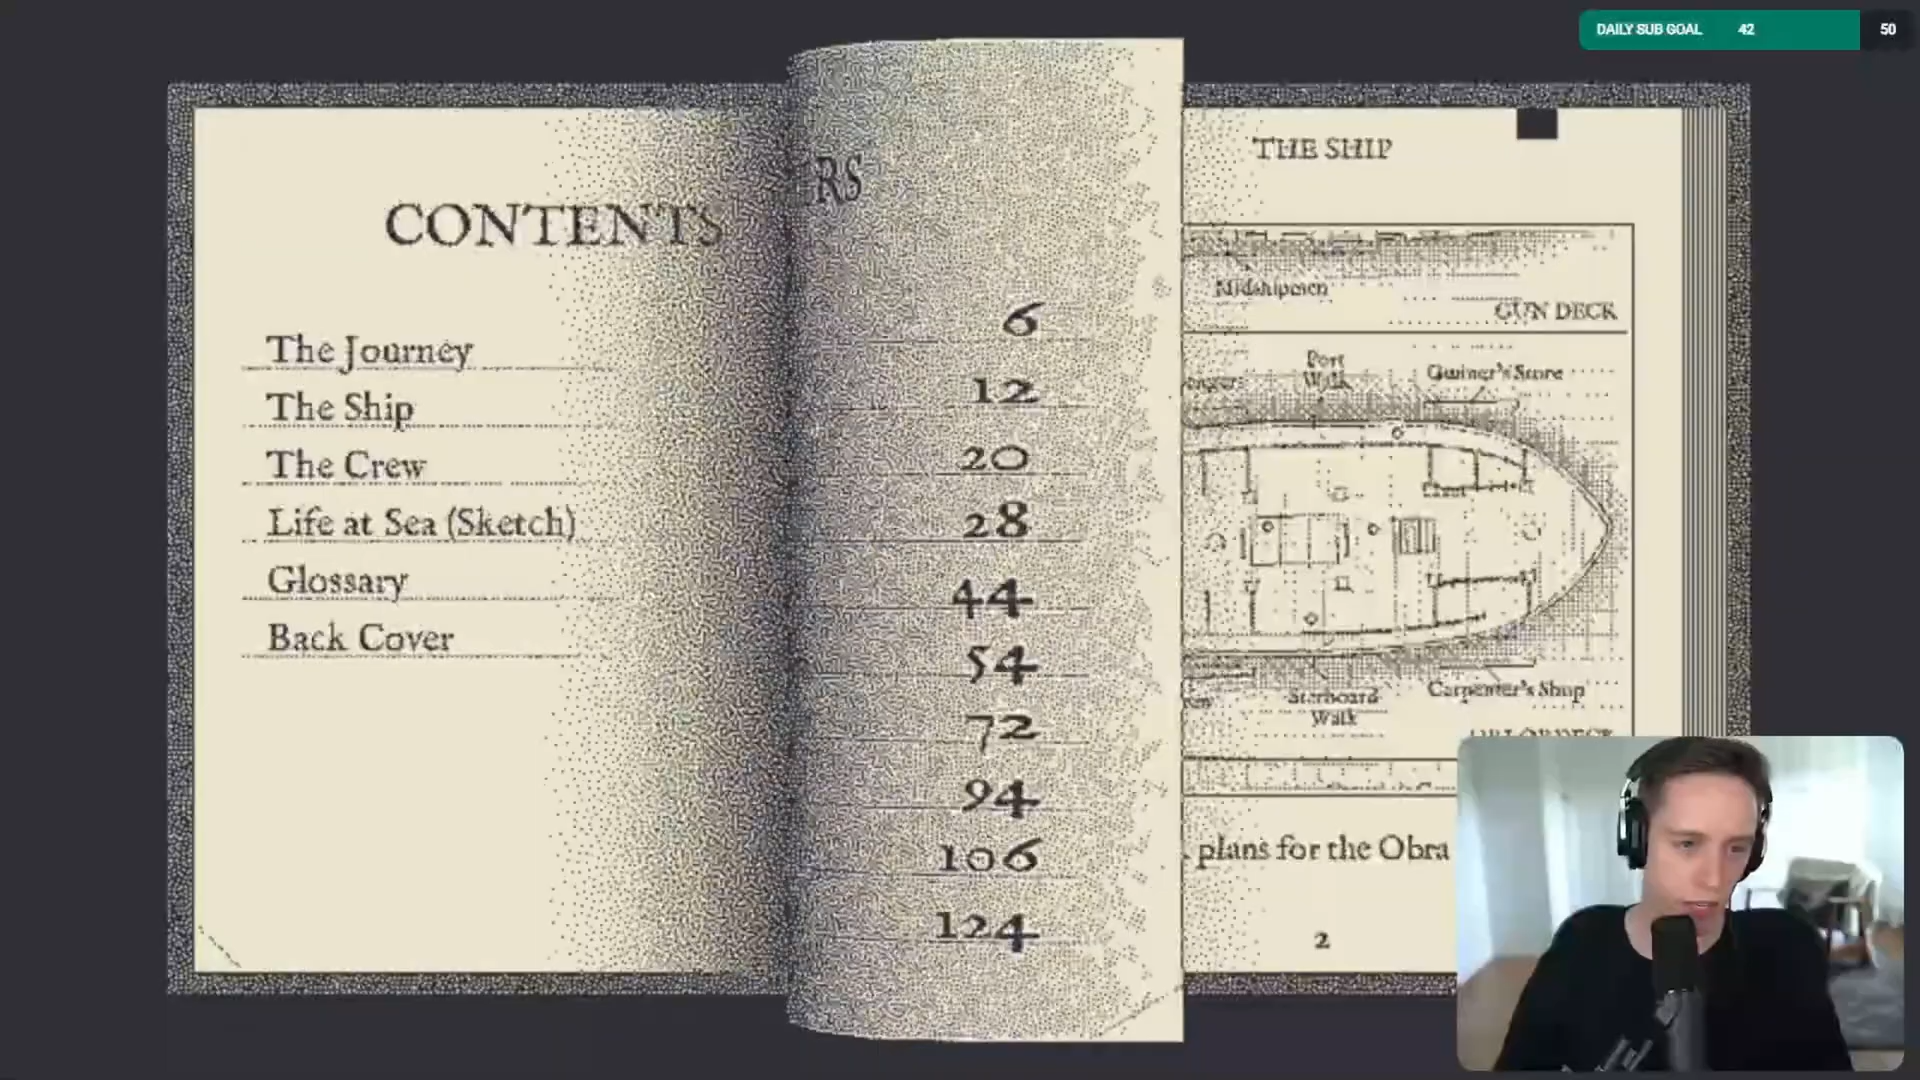 DAILY SUB GOAL 42 50
CONTENTS
The Journey
The Ship
The Crew
Life at Sea (Sketch)
Glossary
Back Cover
ERS
6
12
20
28
44
54
72
94
106
124
THE SHIP
Midshipmen
GUN DECK
Port
Walk
Gunner's Store
Starboard
Walk
Carpenter's Shop
plans for the Obra
2